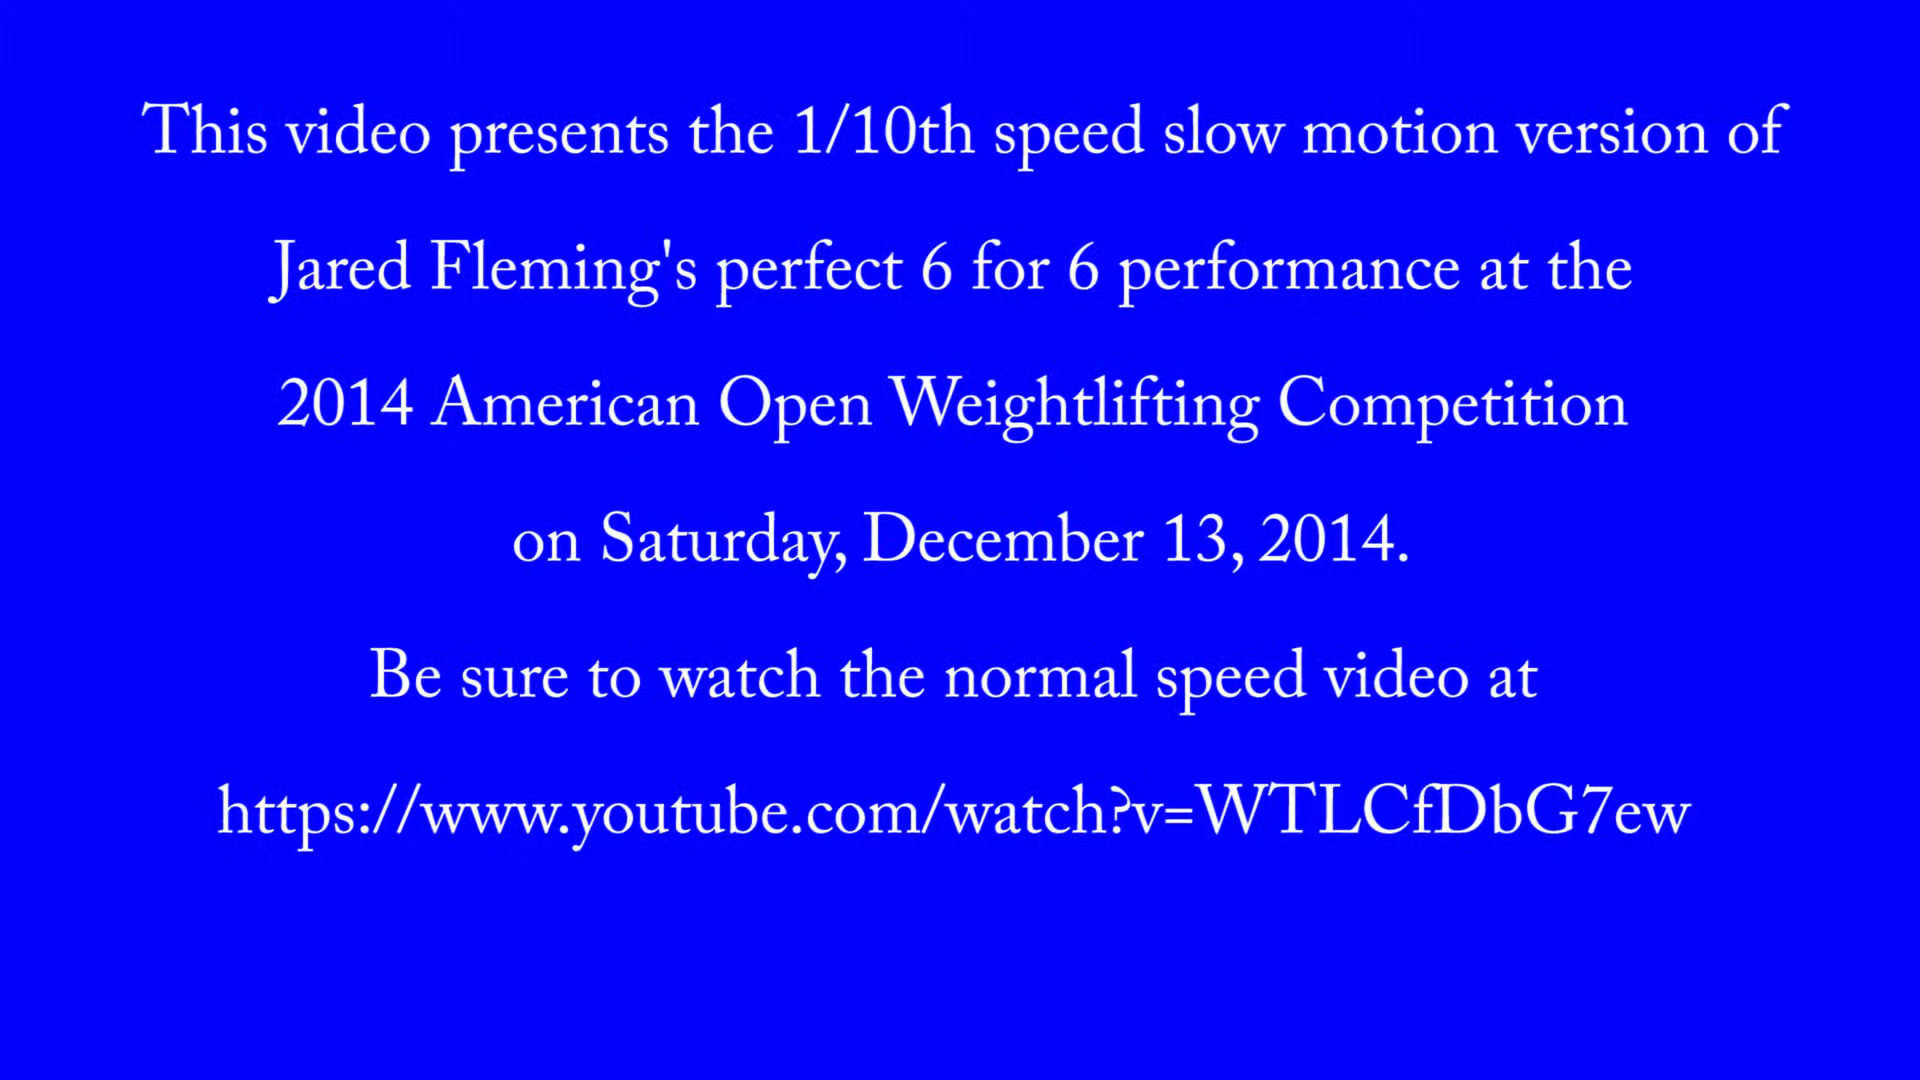 This video presents the 1/10th speed slow motion version of
Jared Fleming's perfect 6 for 6 performance at the
2014 American Open Weightlifting Competition
on Saturday, December 13, 2014.
Be sure to watch the normal speed video at
https://www.youtube.com/watch?v=WTLCfDbG7ew